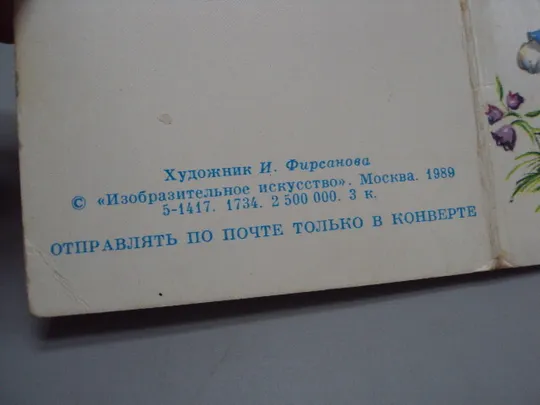 Художник И. Фирсанова
© «Изобразительное искусство». Москва. 1989
5-1417. 1734. 2 500 000. 3 к.
ОТПРАВЛЯТЬ ПО ПОЧТЕ ТОЛЬКО В КОНВЕРТЕ